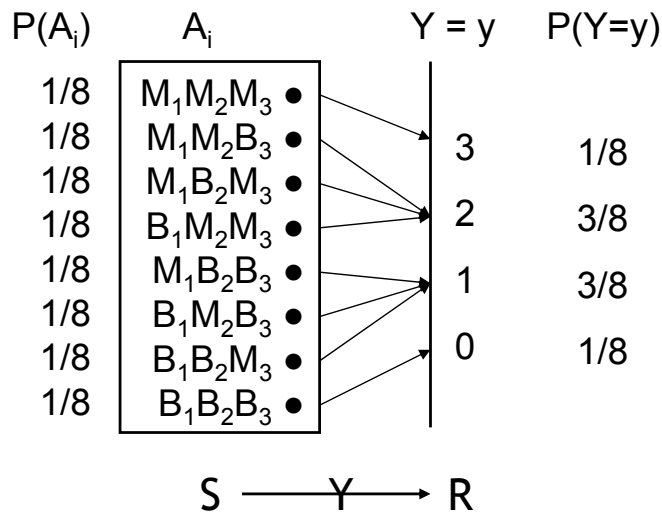 P(Aᵢ) Aᵢ Y = y P(Y=y)
1/8 M₁M₂M₃
1/8 M₁M₂B₃ 3 1/8
1/8 M₁B₂M₃
1/8 B₁M₂M₃ 2 3/8
1/8 M₁B₂B₃ 1 3/8
1/8 B₁M₂B₃
1/8 B₁B₂M₃ 0 1/8
1/8 B₁B₂B₃
S Y R